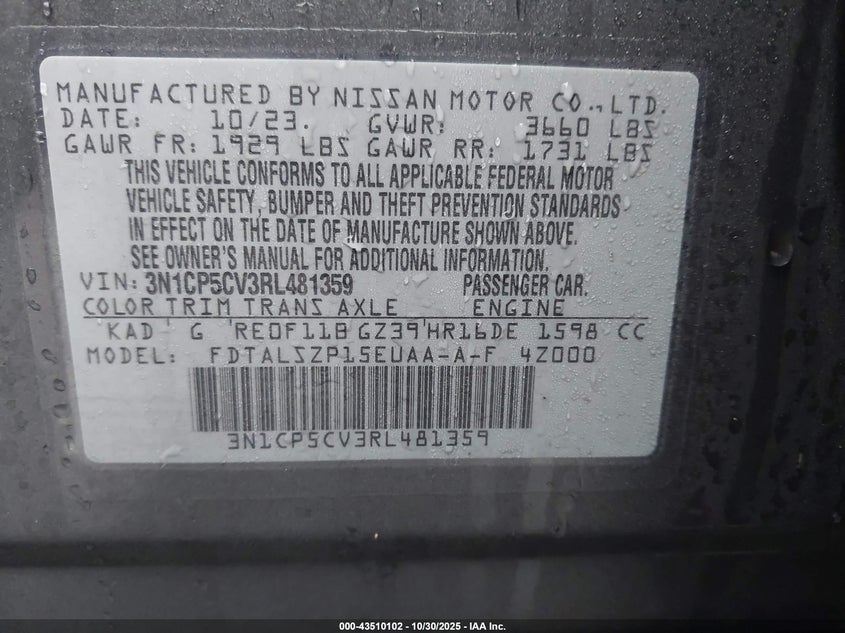 MANUFACTURED BY NISSAN MOTOR CO., LTD.
DATE: 10/23. GVWR: 3660 LBS
GAWR FR: 1929 LBS GAWR RR: 1731 LBS
THIS VEHICLE CONFORMS TO ALL APPLICABLE FEDERAL MOTOR
VEHICLE SAFETY, BUMPER AND THEFT PREVENTION STANDARDS
IN EFFECT ON THE DATE OF MANUFACTURE SHOWN ABOVE.
SEE OWNER'S MANUAL FOR ADDITIONAL INFORMATION.
VIN: 3N1CP5CV3RL481359 PASSENGER CAR.
COLOR TRIM TRANS AXLE ENGINE
KAD G RE0F11B GZ39 HR16DE 1598 CC
MODEL: FDTALSZP15EUAA-A-F 4Z000
3N1CP5CV3RL481359
000-43510102 - 10/30/2025 - IAA Inc.